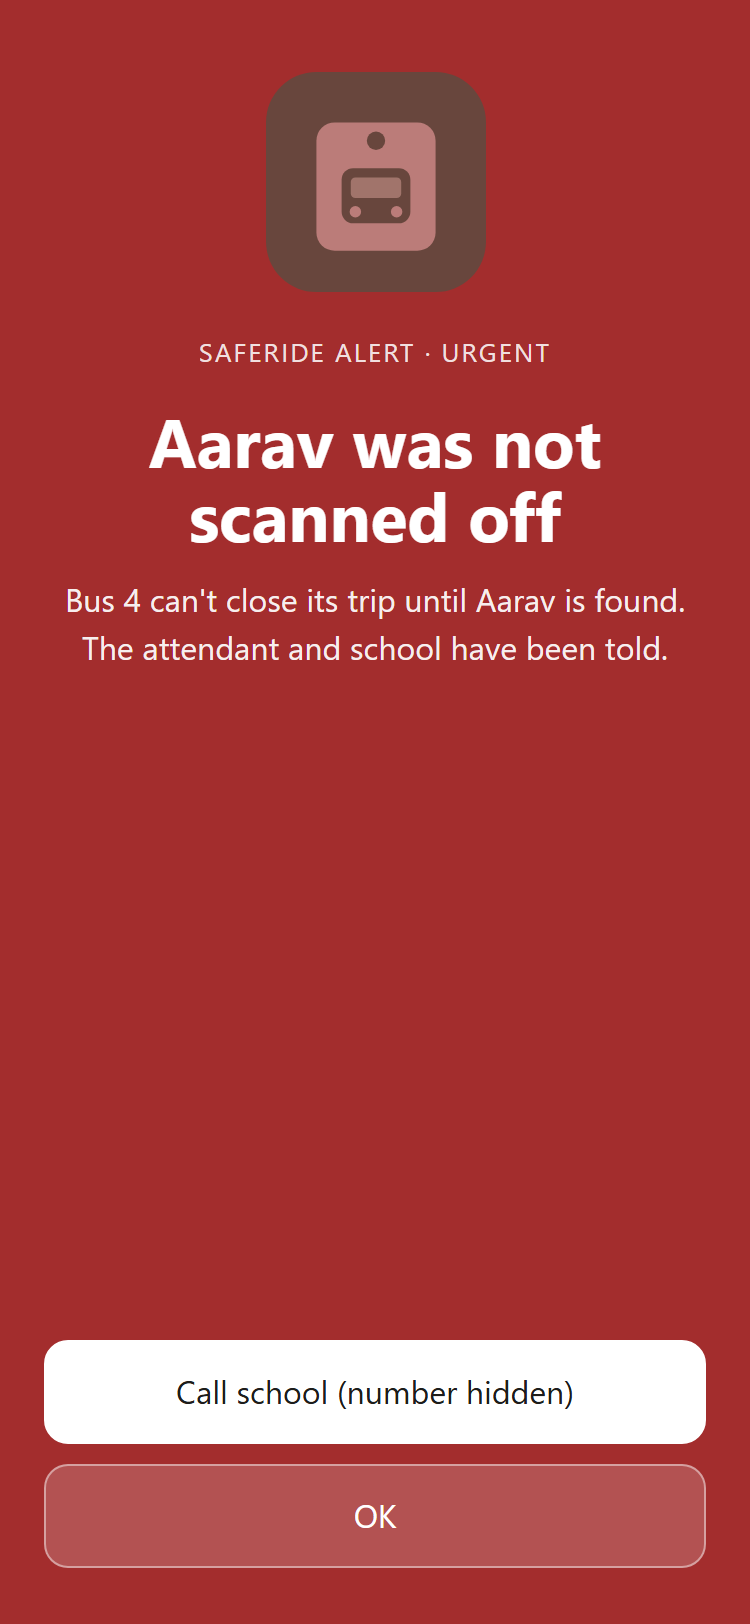 SAFERIDE ALERT · URGENT
Aarav was not
scanned off
Bus 4 can't close its trip until Aarav is found.
The attendant and school have been told.
Call school (number hidden)
OK